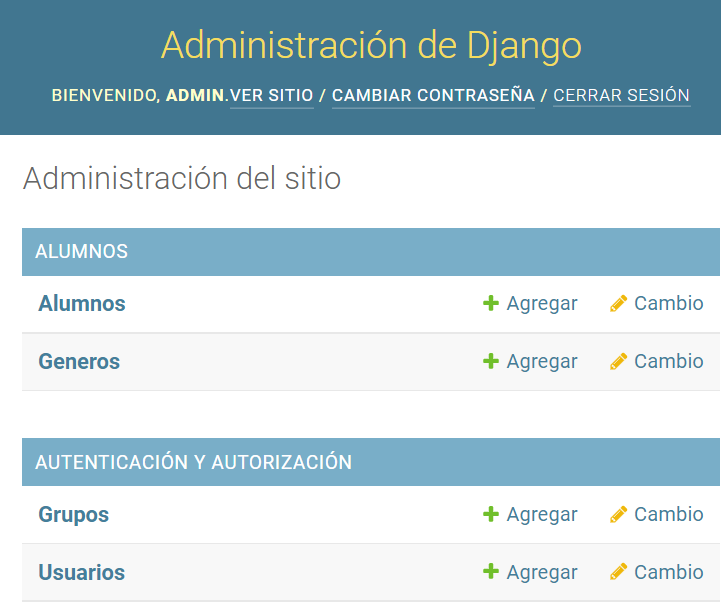 Administración de Django
BIENVENIDO, ADMIN.VER SITIO / CAMBIAR CONTRASEÑA / CERRAR SESIÓN
Administración del sitio
ALUMNOS
Alumnos Agregar Cambio
Generos Agregar Cambio
AUTENTICACIÓN Y AUTORIZACIÓN
Grupos Agregar Cambio
Usuarios Agregar Cambio